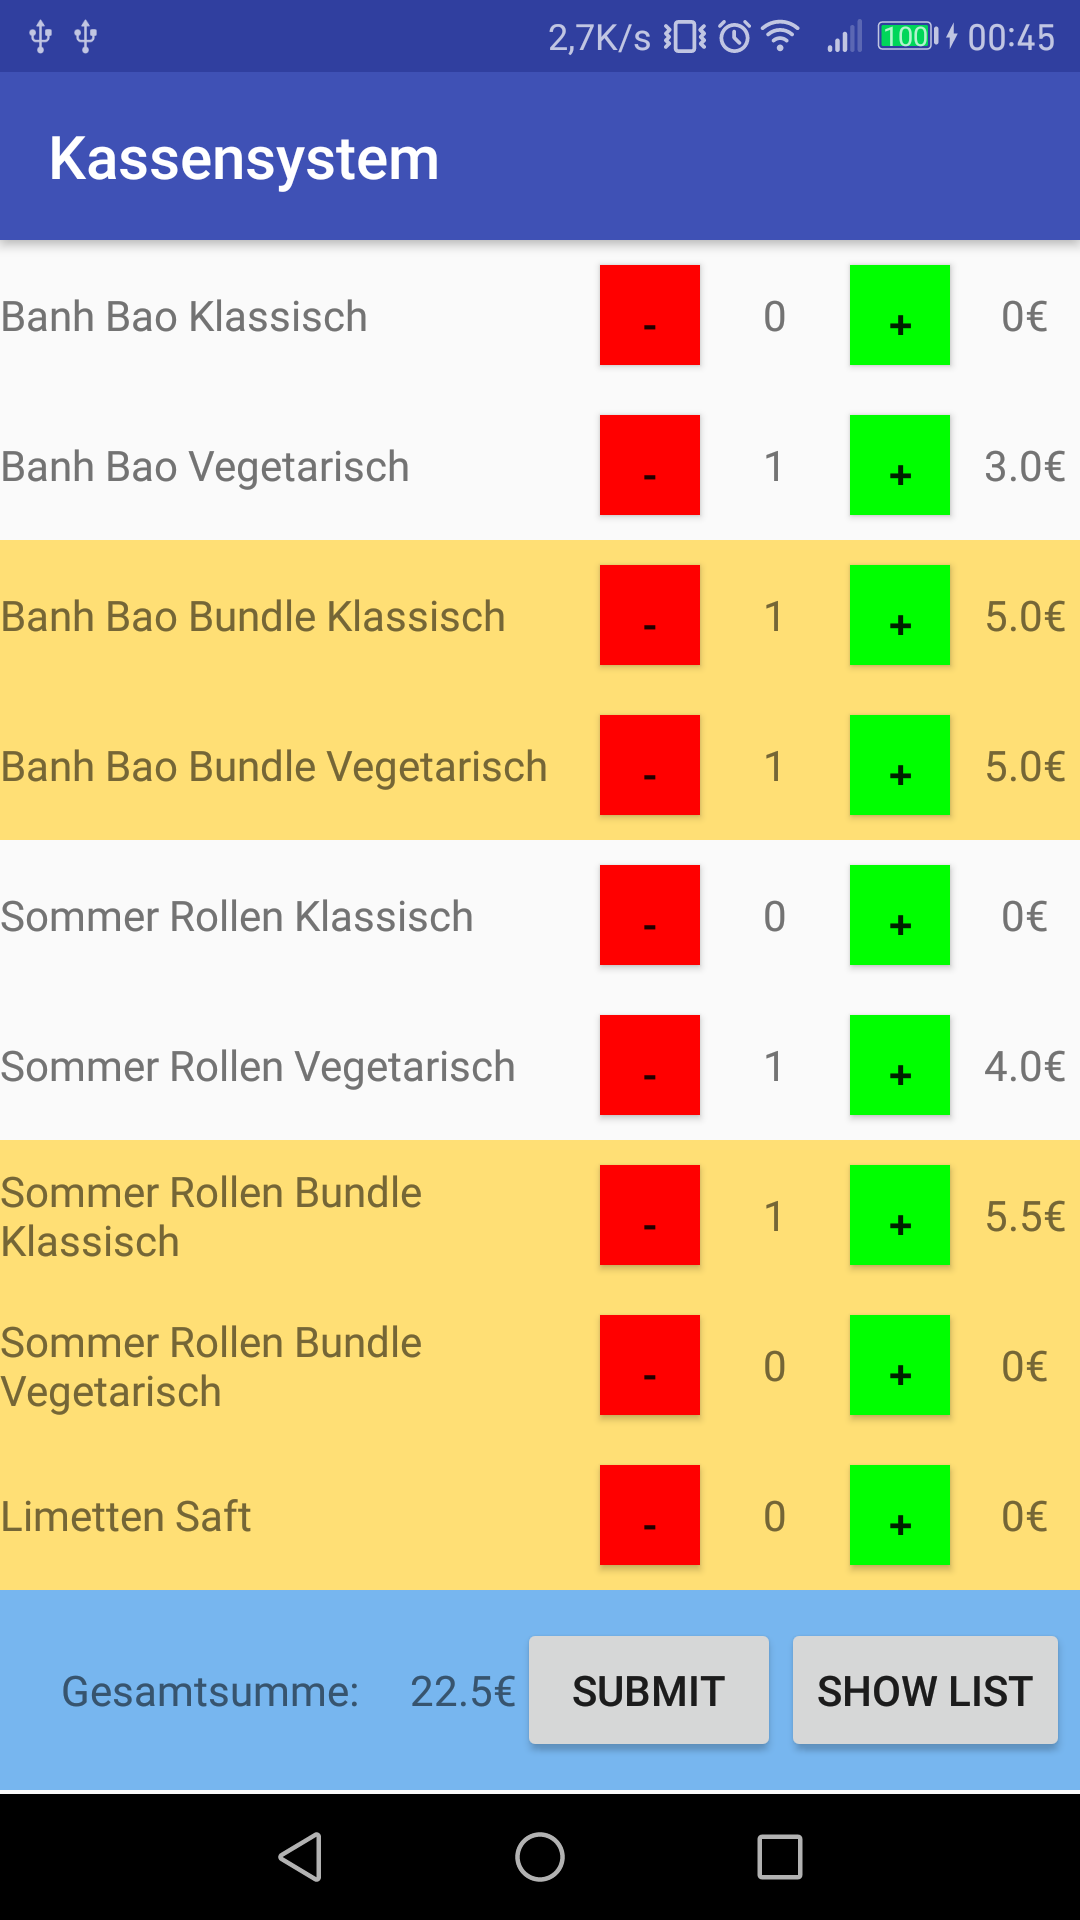 2,7K/s 100 00:45
Kassensystem
Banh Bao Klassisch - 0 + 0€
Banh Bao Vegetarisch - 1 + 3.0€
Banh Bao Bundle Klassisch - 1 + 5.0€
Banh Bao Bundle Vegetarisch - 1 + 5.0€
Sommer Rollen Klassisch - 0 + 0€
Sommer Rollen Vegetarisch - 1 + 4.0€
Sommer Rollen Bundle
Klassisch - 1 + 5.5€
Sommer Rollen Bundle
Vegetarisch - 0 + 0€
Limetten Saft - 0 + 0€
Gesamtsumme: 22.5€ SUBMIT SHOW LIST